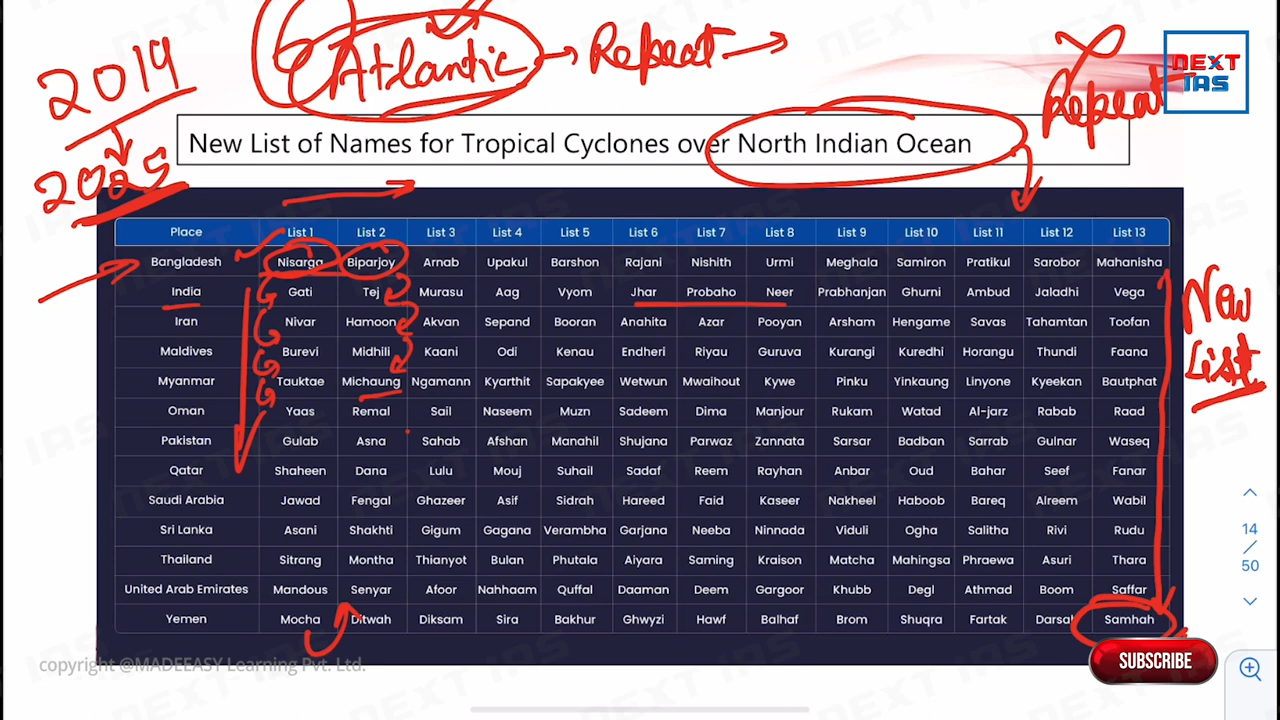 2019
Atlantic → Repeat →
Repeat
NEXT
IAS
2025
New List of Names for Tropical Cyclones over North Indian Ocean
Place List 1 List 2 List 3 List 4 List 5 List 6 List 7 List 8 List 9 List 10 List 11 List 12 List 13
Bangladesh Nisarga Biparjoy Arnab Upakul Barshon Rajani Nishith Urmi Meghala Samiron Pratikul Sarobor Mahanisha
India Gati Tej Murasu Aag Vyom Jhar Probaho Neer Prabhanjan Ghurni Ambud Jaladhi Vega
Iran Nivar Hamoon Akvan Sepand Booran Anahita Azar Pooyan Arsham Hengame Savas Tahamtan Toofan
Maldives Burevi Midhili Kaani Odi Kenau Endheri Riyau Guruva Kurangi Kuredhi Horangu Thundi Faana
Myanmar Tauktae Michaung Ngamann Kyarthit Sapakyee Wetwun Mwaihout Kywe Pinku Yinkaung Linyone Kyeekan Bautphat
Oman Yaas Remal Sail Naseem Muzn Sadeem Dima Manjour Rukam Watad Al-jarz Rabab Raad
Pakistan Gulab Asna Sahab Afshan Manahil Shujana Parwaz Zannata Sarsar Badban Sarrab Gulnar Waseq
Qatar Shaheen Dana Lulu Mouj Suhail Sadaf Reem Rayhan Anbar Oud Bahar Seef Fanar
Saudi Arabia Jawad Fengal Ghazeer Asif Sidrah Hareed Faid Kaseer Nakheel Haboob Bareq Alreem Wabil
Sri Lanka Asani Shakhti Gigum Gagana Verambha Garjana Neeba Ninnada Viduli Ogha Salitha Rivi Rudu
Thailand Sitrang Montha Thianyot Bulan Phutala Aiyara Saming Kraison Matcha Mahingsa Phraewa Asuri Thara
United Arab Emirates Mandous Senyar Afoor Nahhaam Quffal Daaman Deem Gargoor Khubb Degl Athmad Boom Saffar
Yemen Mocha Ditwah Diksam Sira Bakhur Ghwyzi Hawf Balhaf Brom Shuqra Fartak Darsah Samhah
New
List
14
/
50
SUBSCRIBE
copyright @MADEEASY Learning Pvt. Ltd.